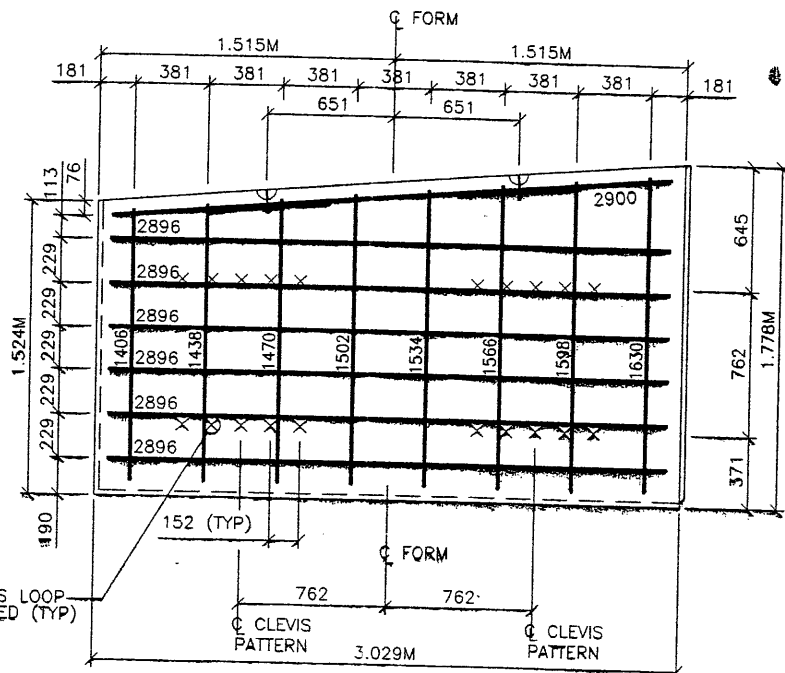 ℄ FORM
1.515M 1.515M
181 381 381 381 381 381 381 381 181
651 651
113 76
2900
2896
229
645
2896
229
2896
229
1.524M
1406 1438 1470 1502 1534 1566 1598 1630
762
1.778M
2896
229
2896
229
2896
371
190
152 (TYP)
℄ FORM
S LOOP
ED (TYP)
762 762
℄ CLEVIS
PATTERN
℄ CLEVIS
PATTERN
3.029M